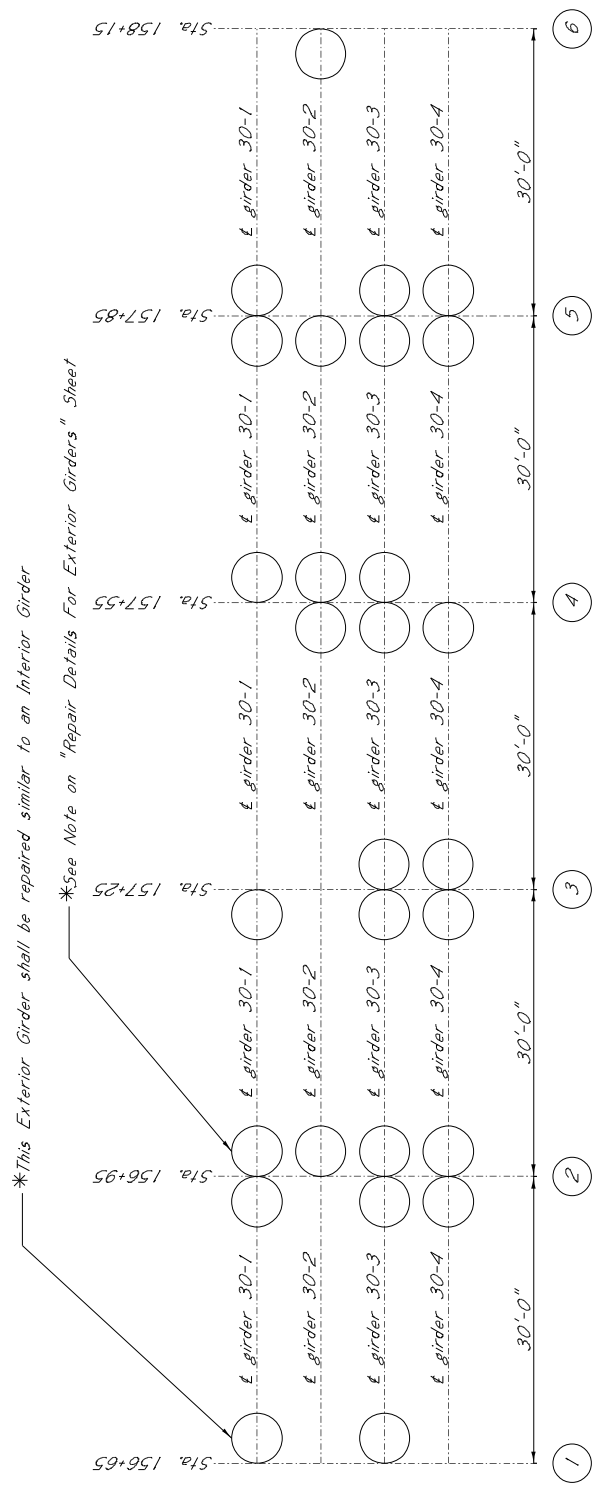 *This Exterior Girder shall be repaired similar to an Interior Girder
*See Note on "Repair Details For Exterior Girders" Sheet
Sta. 156+65
Sta. 156+95
Sta. 157+25
Sta. 157+55
Sta. 157+85
Sta. 158+15
℄ girder 30-1
℄ girder 30-1
℄ girder 30-1
℄ girder 30-1
℄ girder 30-1
℄ girder 30-2
℄ girder 30-2
℄ girder 30-2
℄ girder 30-2
℄ girder 30-2
℄ girder 30-3
℄ girder 30-3
℄ girder 30-3
℄ girder 30-3
℄ girder 30-3
℄ girder 30-4
℄ girder 30-4
℄ girder 30-4
℄ girder 30-4
℄ girder 30-4
30'-0"
30'-0"
30'-0"
30'-0"
30'-0"
1
2
3
4
5
6